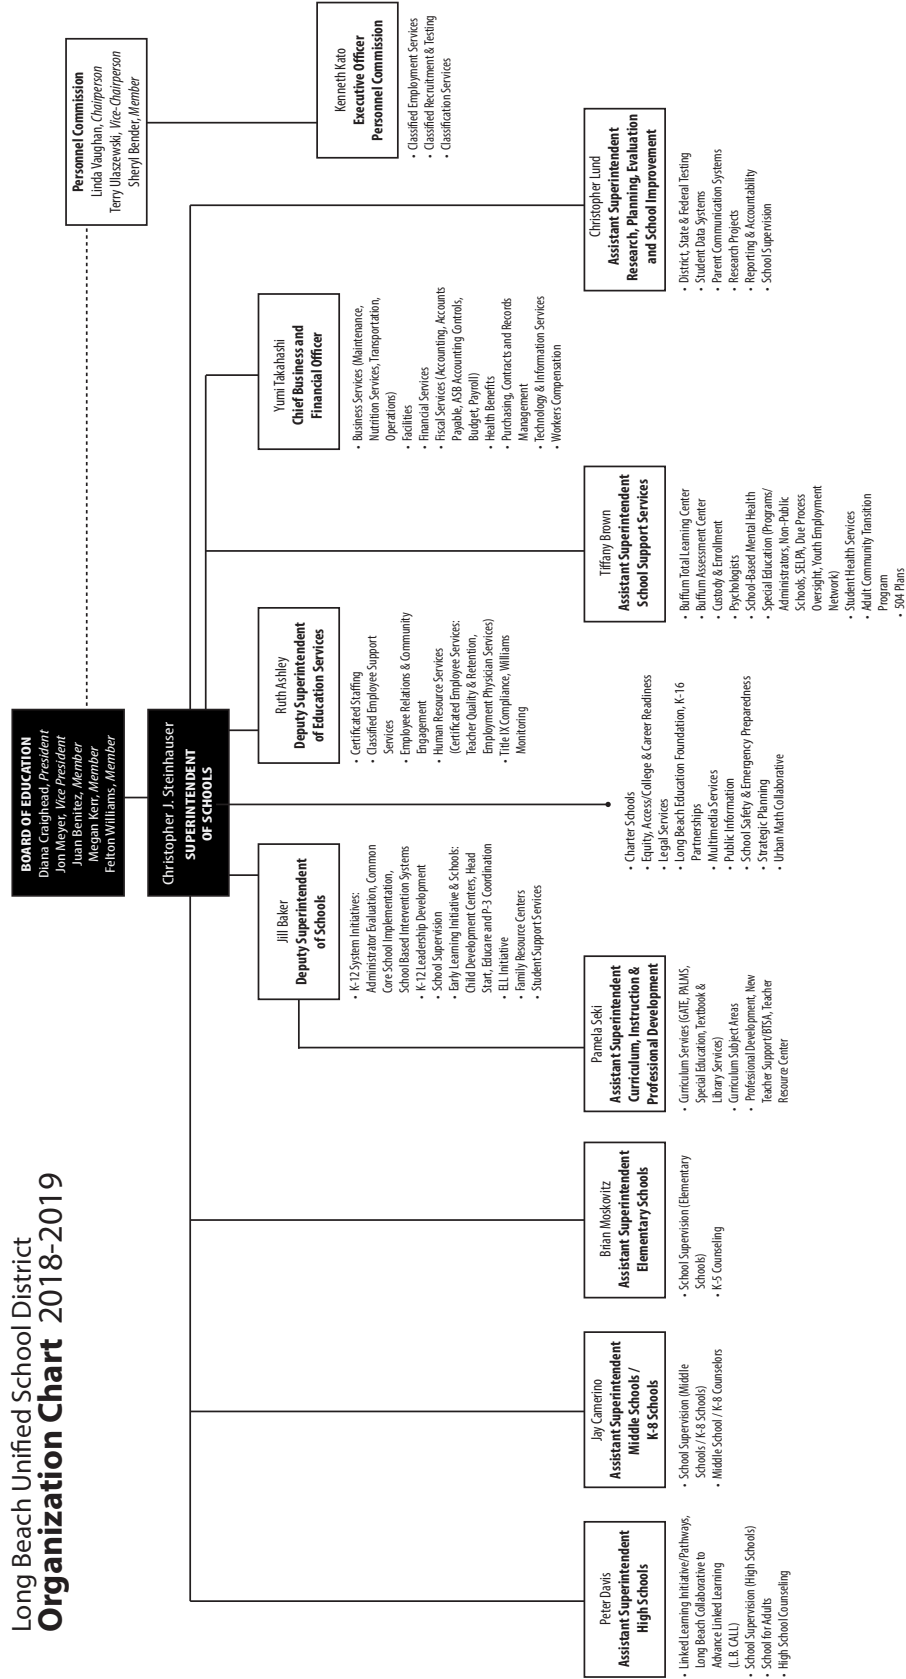 Long Beach Unified School District
Organization Chart 2018-2019
BOARD OF EDUCATION
Diana Craighead, President
Jon Meyer, Vice President
Juan Benitez, Member
Megan Kerr, Member
Felton Williams, Member
Personnel Commission
Linda Vaughan, Chairperson
Terry Ulaszewski, Vice-Chairperson
Sheryl Bender, Member
Christopher J. Steinhauser
SUPERINTENDENT
OF SCHOOLS
Kenneth Kato
Executive Officer
Personnel Commission
• Classified Employment Services
• Classified Recruitment & Testing
• Classification Services
Jill Baker
Deputy Superintendent
of Schools
• K-12 System Initiatives:
Administrator Evaluation, Common
Core School Implementation,
School Based Intervention Systems
• K-12 Leadership Development
• School Supervision
• Early Learning Initiative & Schools:
Child Development Centers, Head
Start, Educare and P-3 Coordination
• ELL Initiative
• Family Resource Centers
• Student Support Services
Ruth Ashley
Deputy Superintendent
of Education Services
• Certificated Staffing
• Classified Employee Support
Services
• Employee Relations & Community
Engagement
• Human Resource Services
(Certificated Employee Services:
Teacher Quality & Retention,
Employment Physician Services)
• Title IX Compliance, Williams
Monitoring
Yumi Takahashi
Chief Business and
Financial Officer
• Business Services (Maintenance,
Nutrition Services, Transportation,
Operations)
• Facilities
• Financial Services
• Fiscal Services (Accounting, Accounts
Payable, ASB Accounting Controls,
Budget, Payroll)
• Health Benefits
• Purchasing, Contracts and Records
Management
• Technology & Information Services
• Workers Compensation
Peter Davis
Assistant Superintendent
High Schools
• Linked Learning Initiative/Pathways,
Long Beach Collaborative to
Advance Linked Learning
(L.B. CALL)
• School Supervision (High Schools)
• School for Adults
• High School Counseling
Jay Camerino
Assistant Superintendent
Middle Schools /
K-8 Schools
• School Supervision (Middle
Schools / K-8 Schools)
• Middle School / K-8 Counselors
Brian Moskovitz
Assistant Superintendent
Elementary Schools
• School Supervision (Elementary
Schools)
• K-5 Counseling
Pamela Seki
Assistant Superintendent
Curriculum, Instruction &
Professional Development
• Curriculum Services (GATE, PALMS,
Special Education, Textbook &
Library Services)
• Curriculum Subject Areas
• Professional Development, New
Teacher Support/BTSA, Teacher
Resource Center
• Charter Schools
• Equity, Access/College & Career Readiness
• Legal Services
• Long Beach Education Foundation, K-16
Partnerships
• Multimedia Services
• Public Information
• School Safety & Emergency Preparedness
• Strategic Planning
• Urban Math Collaborative
Tiffany Brown
Assistant Superintendent
School Support Services
• Buffum Total Learning Center
• Buffum Assessment Center
• Custody & Enrollment
• Psychologists
• School-Based Mental Health
• Special Education (Programs/
Administrators, Non-Public
Schools, SELPA, Due Process
Oversight, Youth Employment
Network)
• Student Health Services
• Adult Community Transition
Program
• 504 Plans
Christopher Lund
Assistant Superintendent
Research, Planning, Evaluation
and School Improvement
• District, State & Federal Testing
• Student Data Systems
• Parent Communication Systems
• Research Projects
• Reporting & Accountability
• School Supervision